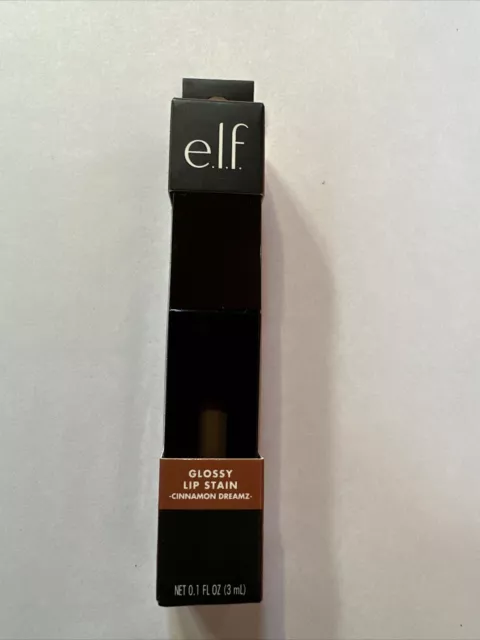 e.l.f.
GLOSSY
LIP STAIN
-CINNAMON DREAMZ-
NET 0.1 FL OZ (3 mL)